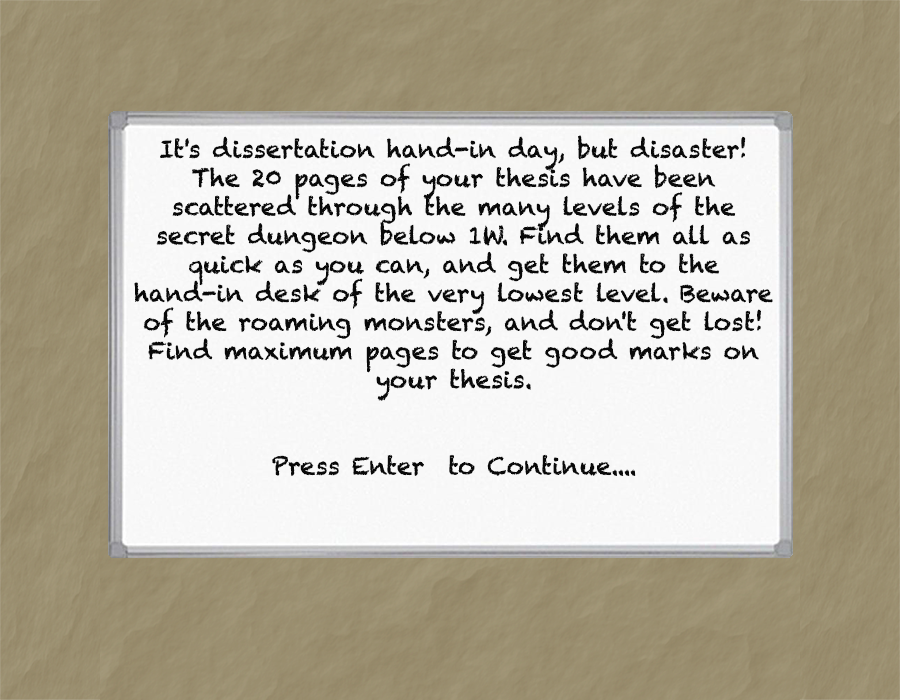 It's dissertation hand-in day, but disaster!
The 20 pages of your thesis have been
scattered through the many levels of the
secret dungeon below 1W. Find them all as
quick as you can, and get them to the
hand-in desk of the very lowest level. Beware
of the roaming monsters, and don't get lost!
Find maximum pages to get good marks on
your thesis.
Press Enter  to Continue....